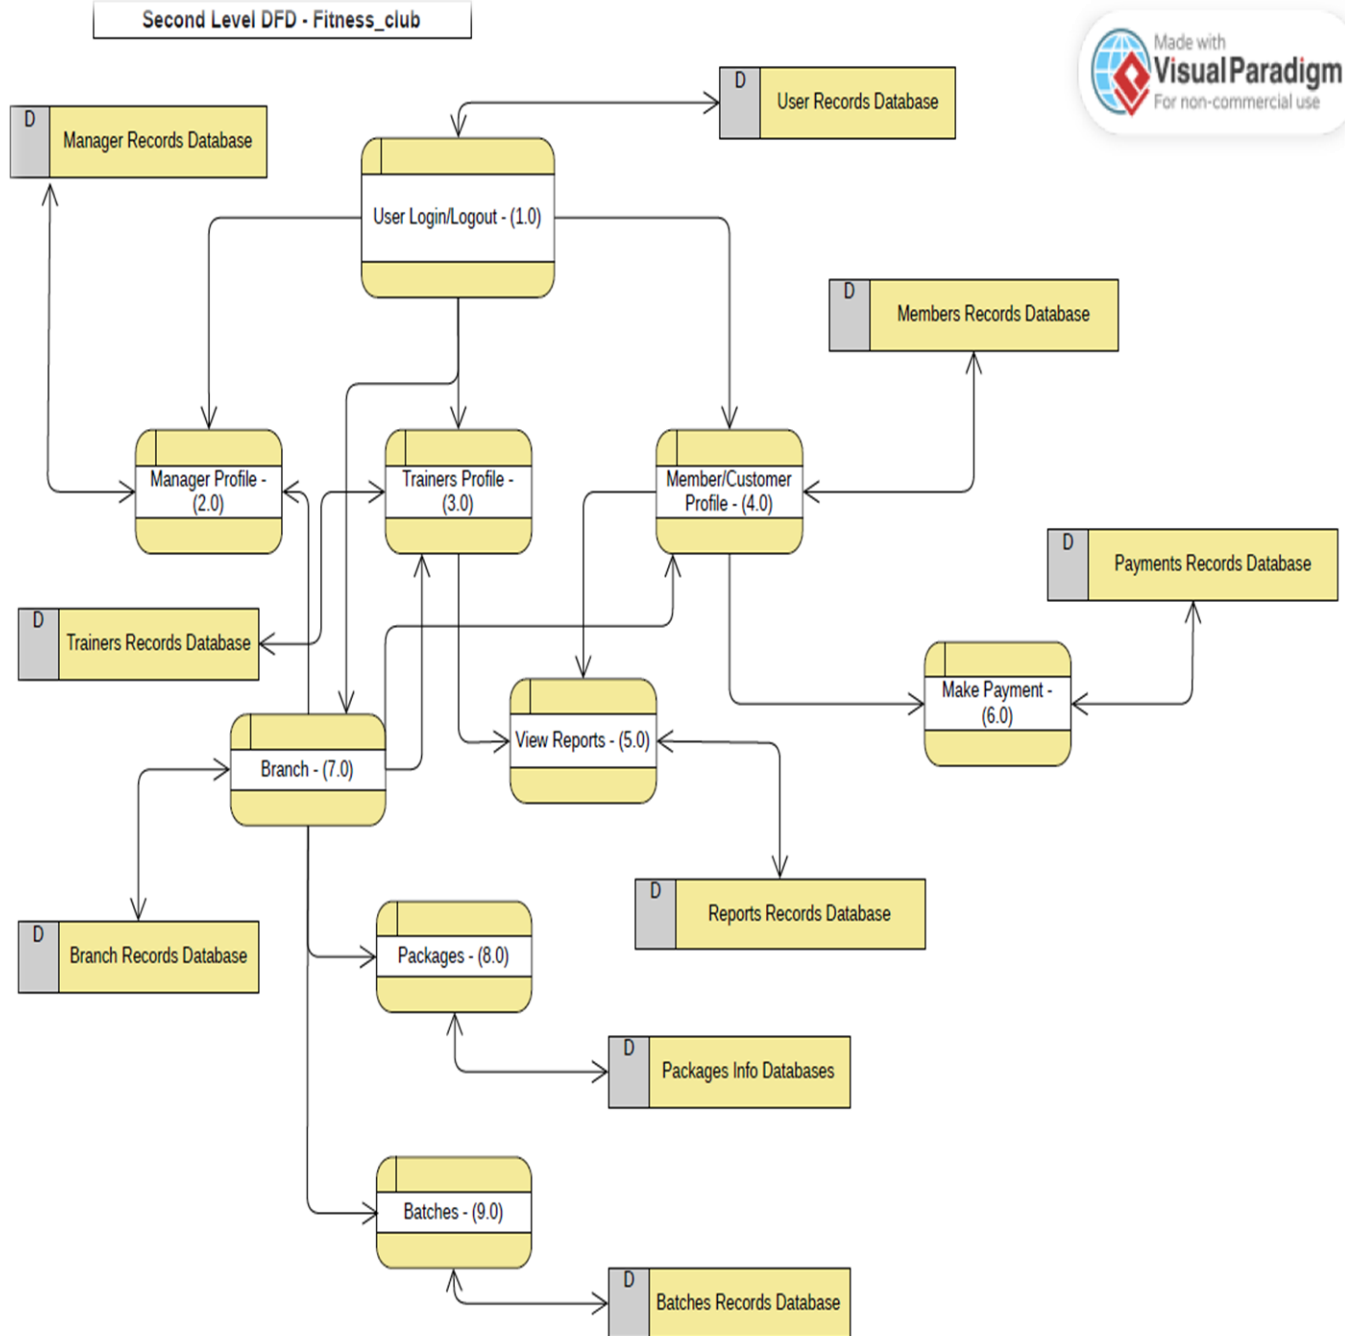 Second Level DFD - Fitness_club
Made with
Visual Paradigm
For non-commercial use
D
User Records Database
D
Manager Records Database
User Login/Logout - (1.0)
D
Members Records Database
Manager Profile -
(2.0)
Trainers Profile -
(3.0)
Member/Customer
Profile - (4.0)
D
Payments Records Database
D
Trainers Records Database
Make Payment -
(6.0)
View Reports - (5.0)
Branch - (7.0)
D
Reports Records Database
D
Branch Records Database
Packages - (8.0)
D
Packages Info Databases
Batches - (9.0)
D
Batches Records Database